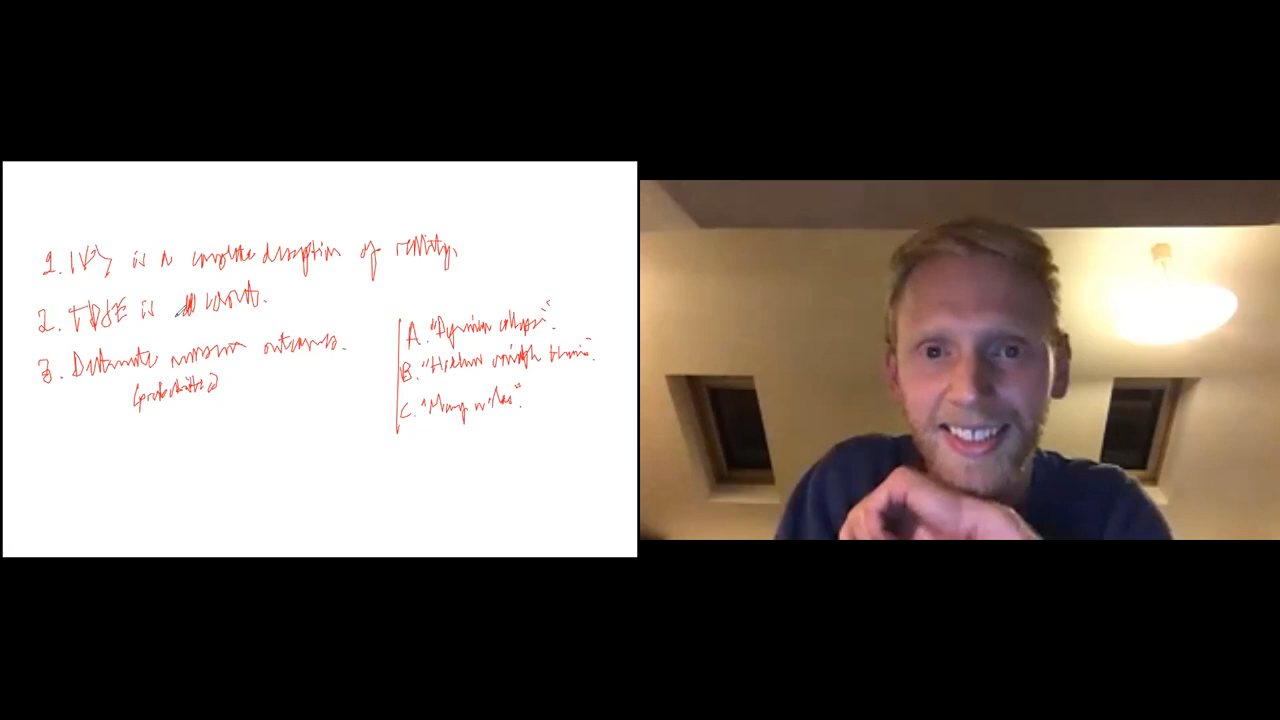 1. |Ψ⟩ is a complete description of reality.
2. TDSE is always
3. Determinate measurement outcomes.
(probabilities)
A. "Dynamical collapse".
B. "Hidden variable theories".
C. "Many worlds".